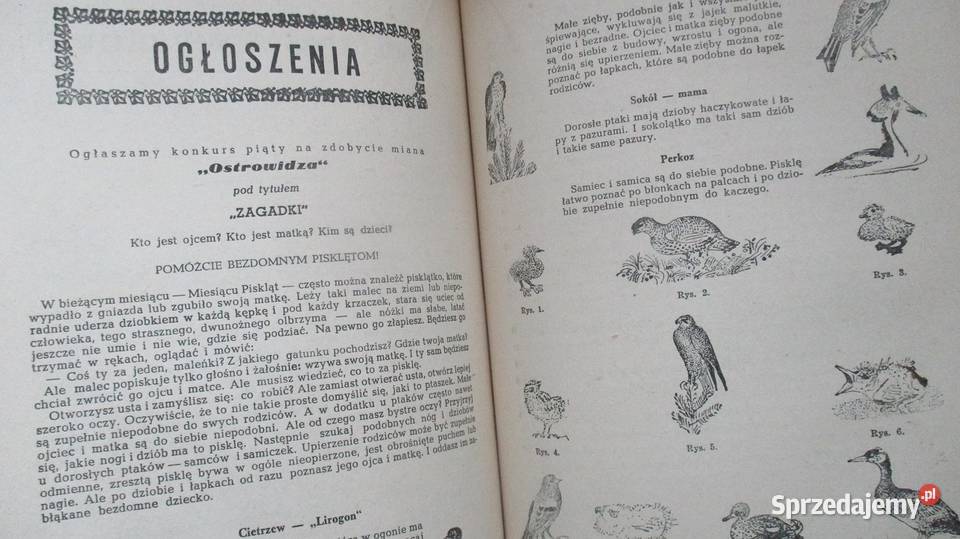 OGŁOSZENIA
Ogłaszamy konkurs piąty na zdobycie miana
„Ostrowidza"
pod tytułem
„ZAGADKI"
Kto jest ojcem? Kto jest matką? Kim są dzieci?
POMÓŻCIE BEZDOMNYM PISKLĘTOM!
W bieżącym miesiącu — Miesiącu Piskląt — często można znaleźć pisklątko, które
wypadło z gniazda lub zgubiło swoją matkę. Leży taki malec na ziemi lub niepo-
radnie uderza dziobkiem w każdą kępkę i pod każdy krzaczek, stara się uciec od
człowieka, tego strasznego, dwunożnego olbrzyma — ale nóżki ma słabe, latać
jeszcze nie umie i nie wie, gdzie się podziać. Na pewno go złapiesz. Będziesz go
trzymać w rękach, oglądać i mówić:
— Coś ty za jeden, maleńki? Z jakiego gatunku pochodzisz? Gdzie twoja matka?
Ale malec popiskuje tylko głośno i żałośnie: wzywa swoją matkę. I ty sam będziesz
chciał zwrócić go ojcu i matce. Ale musisz wiedzieć, co to za pisklę.
Otworzysz usta i zamyślisz się: co robić? Ale zamiast otwierać usta, otwórz lepiej
szeroko oczy. Oczywiście, że to nie takie proste domyślić się, jaki to ptaszek. Małe
są zupełnie niepodobne do swych rodziców. A w dodatku u ptaków często nawet
ojciec i matka są do siebie niepodobni. Ale od czego masz bystre oczy! Przyjrzyj
się, jakie nogi i dziób ma to pisklę. Następnie szukaj podobnych nóg i dziobów
u dorosłych ptaków — samców i samiczek. Upierzenie rodziców może być zupełnie
odmienne, zresztą pisklę bywa w ogóle nieopierzone, jest obrośnięte puchem lub
nagie. Ale po dziobie i łapkach od razu poznasz jego ojca i matkę. I oddasz im za-
błąkane bezdomne dziecko.
Cietrzew — „Lirogon"
w ogonie ma
Małe zięby, podobnie jak i
śpiewające, wykluwają się z jajek malutkie,
nagie i bezradne. Ojciec i matka zięby podobne
są do siebie z budowy, wzrostu i ogona, ale
różnią się upierzeniem. Małe zięby można roz-
poznać po łapkach, które są podobne do łapek
rodziców.
Sokół — mama
Dorosłe ptaki mają dzioby haczykowate i ła-
py z pazurami. I sokolątko ma taki sam dziób
i takie same pazury.
Perkoz
Samiec i samica są do siebie podobne. Pisklę
łatwo poznać po błonkach na palcach i po dzio-
bie zupełnie niepodobnym do kaczego.
Rys. 1.
Rys. 2.
Rys. 3.
Rys. 4.
Rys. 5.
Rys. 6.
Sprzedajemy.pl